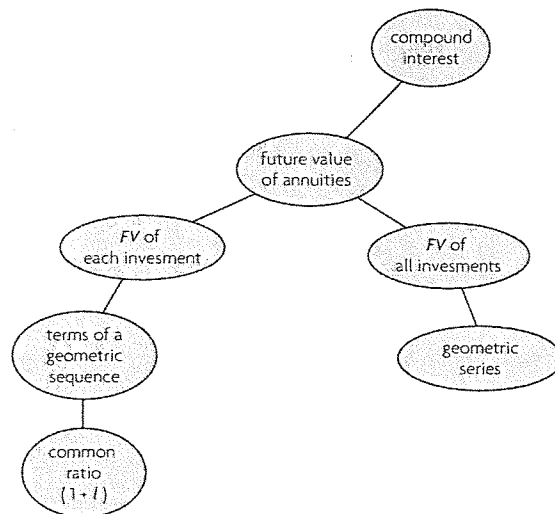 compound
interest
future value
of annuities
FV of
each invesment
FV of
all invesments
terms of a
geometric
sequence
geometric
series
common
ratio
(1 + i)